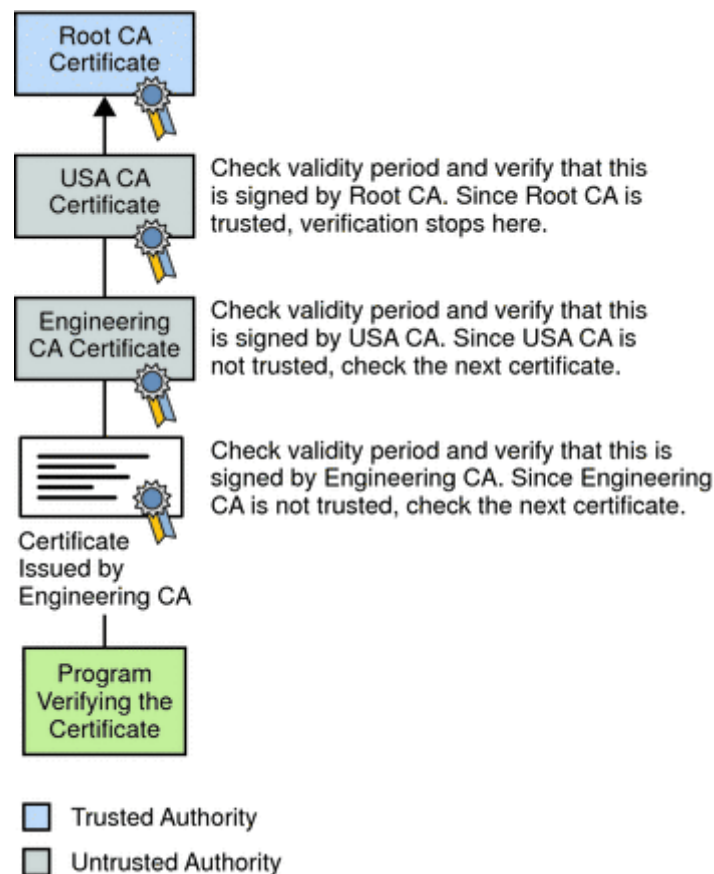 Root CA
Certificate
USA CA
Certificate
Check validity period and verify that this
is signed by Root CA. Since Root CA is
trusted, verification stops here.
Engineering
CA Certificate
Check validity period and verify that this
is signed by USA CA. Since USA CA is
not trusted, check the next certificate.
Check validity period and verify that this is
signed by Engineering CA. Since Engineering
CA is not trusted, check the next certificate.
Certificate
Issued by
Engineering CA
Program
Verifying the
Certificate
Trusted Authority
Untrusted Authority